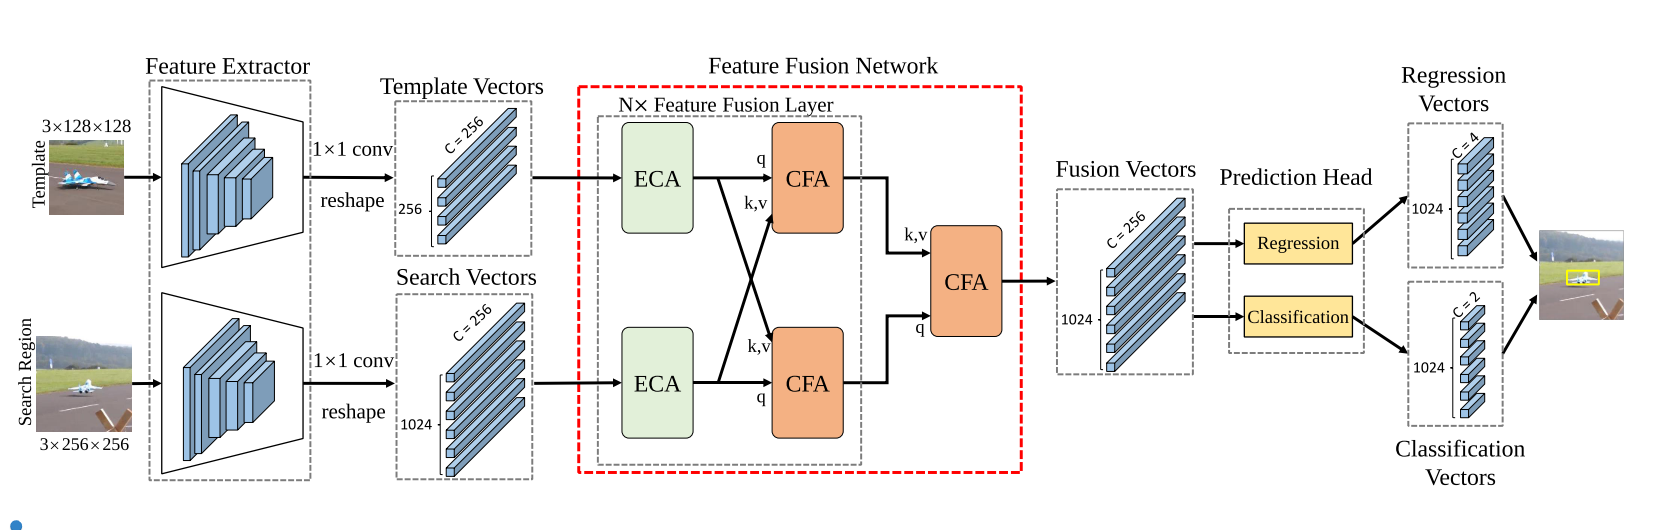 Feature Extractor
3×128×128
Template
Search Region
3×256×256
1×1 conv
reshape
1×1 conv
reshape
Template Vectors
C = 256
256
Search Vectors
C = 256
1024
Feature Fusion Network
N× Feature Fusion Layer
ECA
q
k,v
CFA
ECA
k,v
q
CFA
k,v
q
CFA
Fusion Vectors
C = 256
1024
Prediction Head
Regression
Classification
Regression
Vectors
C = 4
1024
C = 2
1024
Classification
Vectors